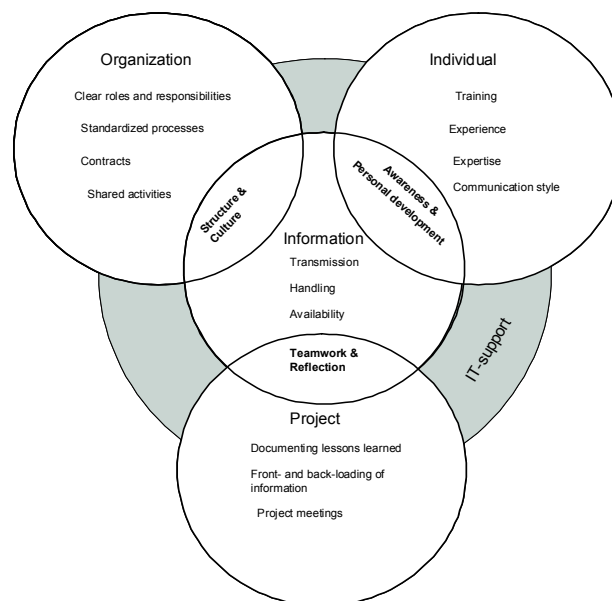 Organization
Clear roles and responsibilities
Standardized processes
Contracts
Shared activities
Individual
Training
Experience
Expertise
Communication style
Structure &
Culture
Awareness &
Personal development
Information
Transmission
Handling
Availability
Teamwork &
Reflection
IT-support
Project
Documenting lessons learned
Front- and back-loading of
information
Project meetings